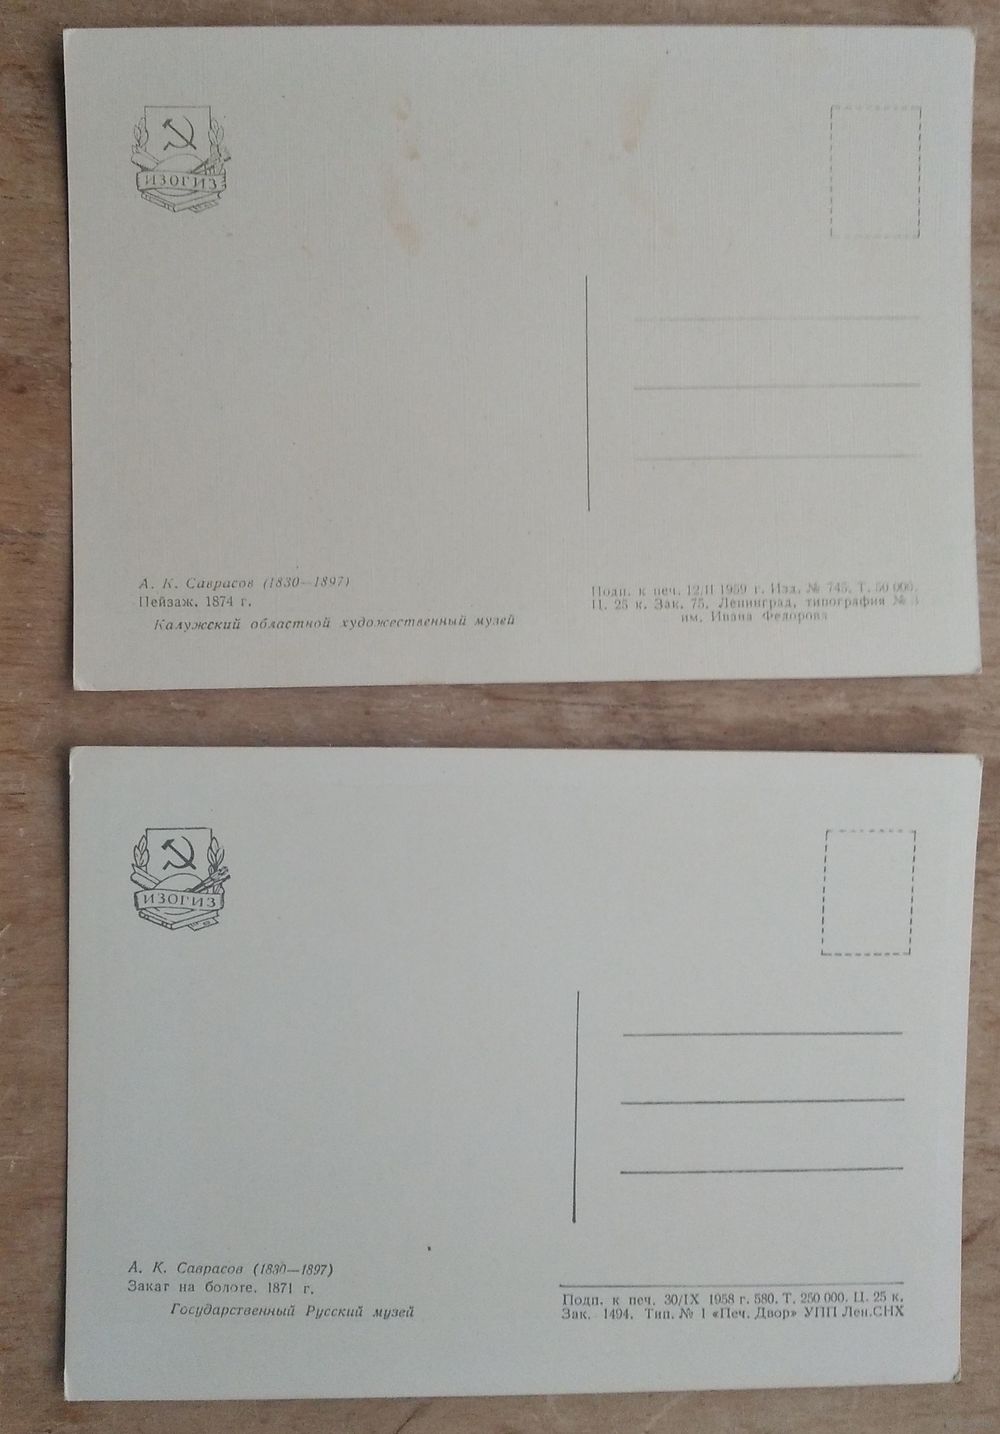 ИЗОГИЗ
А. К. Саврасов (1830—1897)
Пейзаж. 1874 г.
Калужский областной художественный музей
Подп. к печ. 12/II 1959 г. Изд. № 745. Т. 50 000.
Ц. 25 к. Зак. 75. Ленинград, типография №
им. Ивана Федорова
ИЗОГИЗ
А. К. Саврасов (1830—1897)
Закат на болоте. 1871 г.
Государственный Русский музей
Подп. к печ. 30/IX 1958 г. 580. Т. 250 000. Ц. 25 к.
Зак. 1494. Тип. № 1 «Печ. Двор» УПП Лен.СНХ